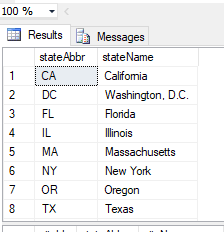 100 %
Results Messages
stateAbbr stateName
1 CA California
2 DC Washington, D.C.
3 FL Florida
4 IL Illinois
5 MA Massachusetts
6 NY New York
7 OR Oregon
8 TX Texas